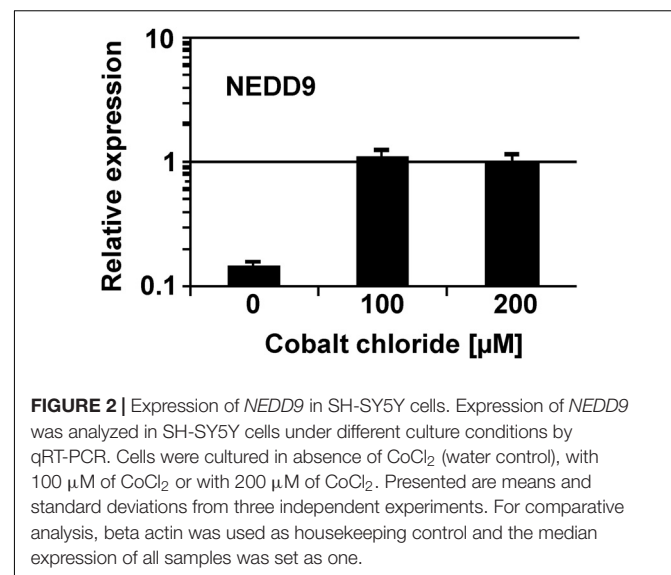 10
NEDD9
1
0.1
Relative expression
0 100 200
Cobalt chloride [µM]
FIGURE 2 | Expression of NEDD9 in SH-SY5Y cells. Expression of NEDD9
was analyzed in SH-SY5Y cells under different culture conditions by
qRT-PCR. Cells were cultured in absence of CoCl₂ (water control), with
100 µM of CoCl₂ or with 200 µM of CoCl₂. Presented are means and
standard deviations from three independent experiments. For comparative
analysis, beta actin was used as housekeeping control and the median
expression of all samples was set as one.